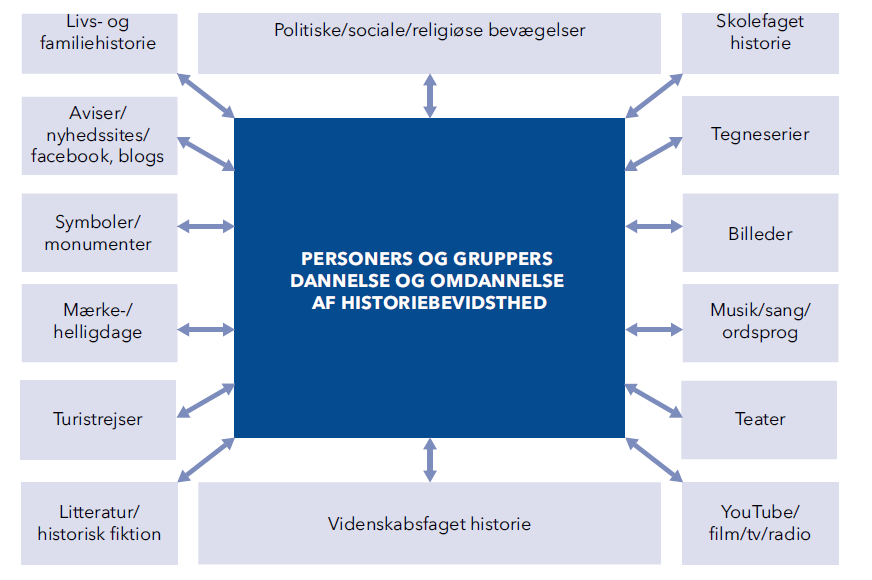 Livs- og
familiehistorie
Politiske/sociale/religiøse bevægelser
Skolefaget
historie
Aviser/
nyhedssites/
facebook, blogs
Tegneserier
Symboler/
monumenter
Billeder
PERSONERS OG GRUPPERS
DANNELSE OG OMDANNELSE
AF HISTORIEBEVIDSTHED
Mærke-/
helligdage
Musik/sang/
ordsprog
Turistrejser
Teater
Litteratur/
historisk fiktion
Videnskabsfaget historie
YouTube/
film/tv/radio